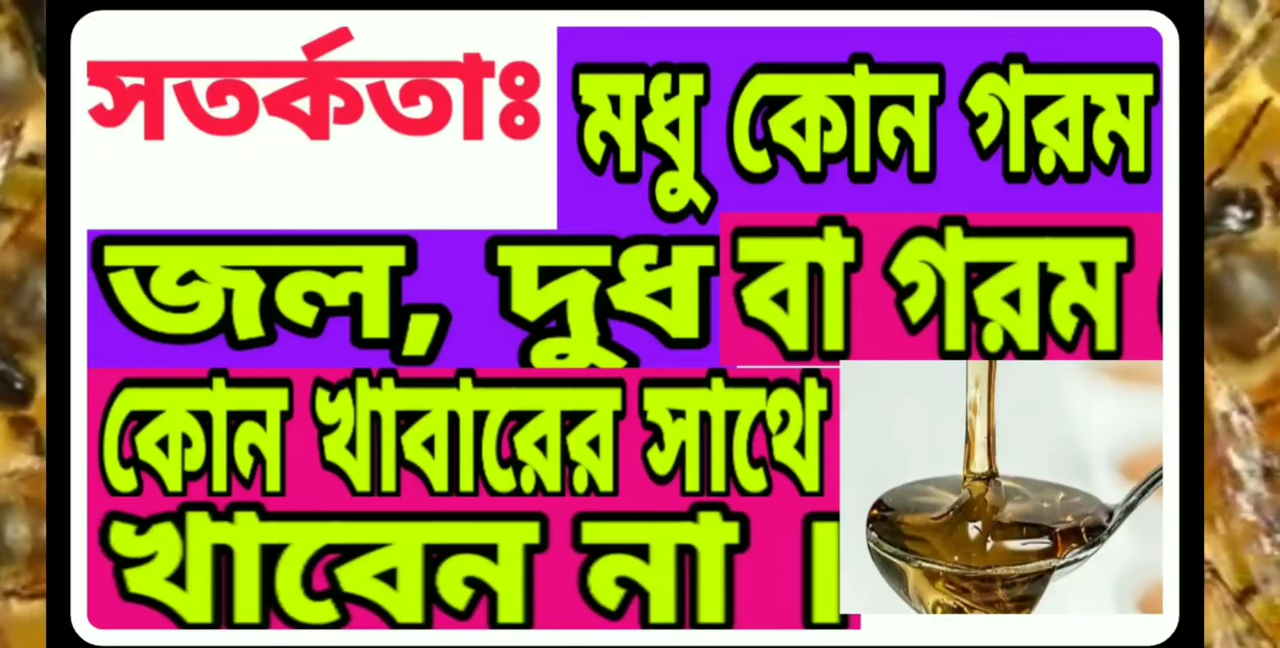 সতর্কতাঃ মধু কোন গরম
জল, দুধ বা গরম
কোন খাবারের সাথে
খাবেন না ।